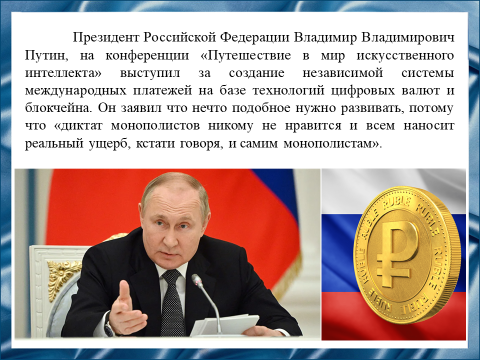 Президент Российской Федерации Владимир Владимирович
Путин, на конференции «Путешествие в мир искусственного
интеллекта» выступил за создание независимой системы
международных платежей на базе технологий цифровых валют и
блокчейна. Он заявил что нечто подобное нужно развивать, потому
что «диктат монополистов никому не нравится и всем наносит
реальный ущерб, кстати говоря, и самим монополистам».
RUBLE